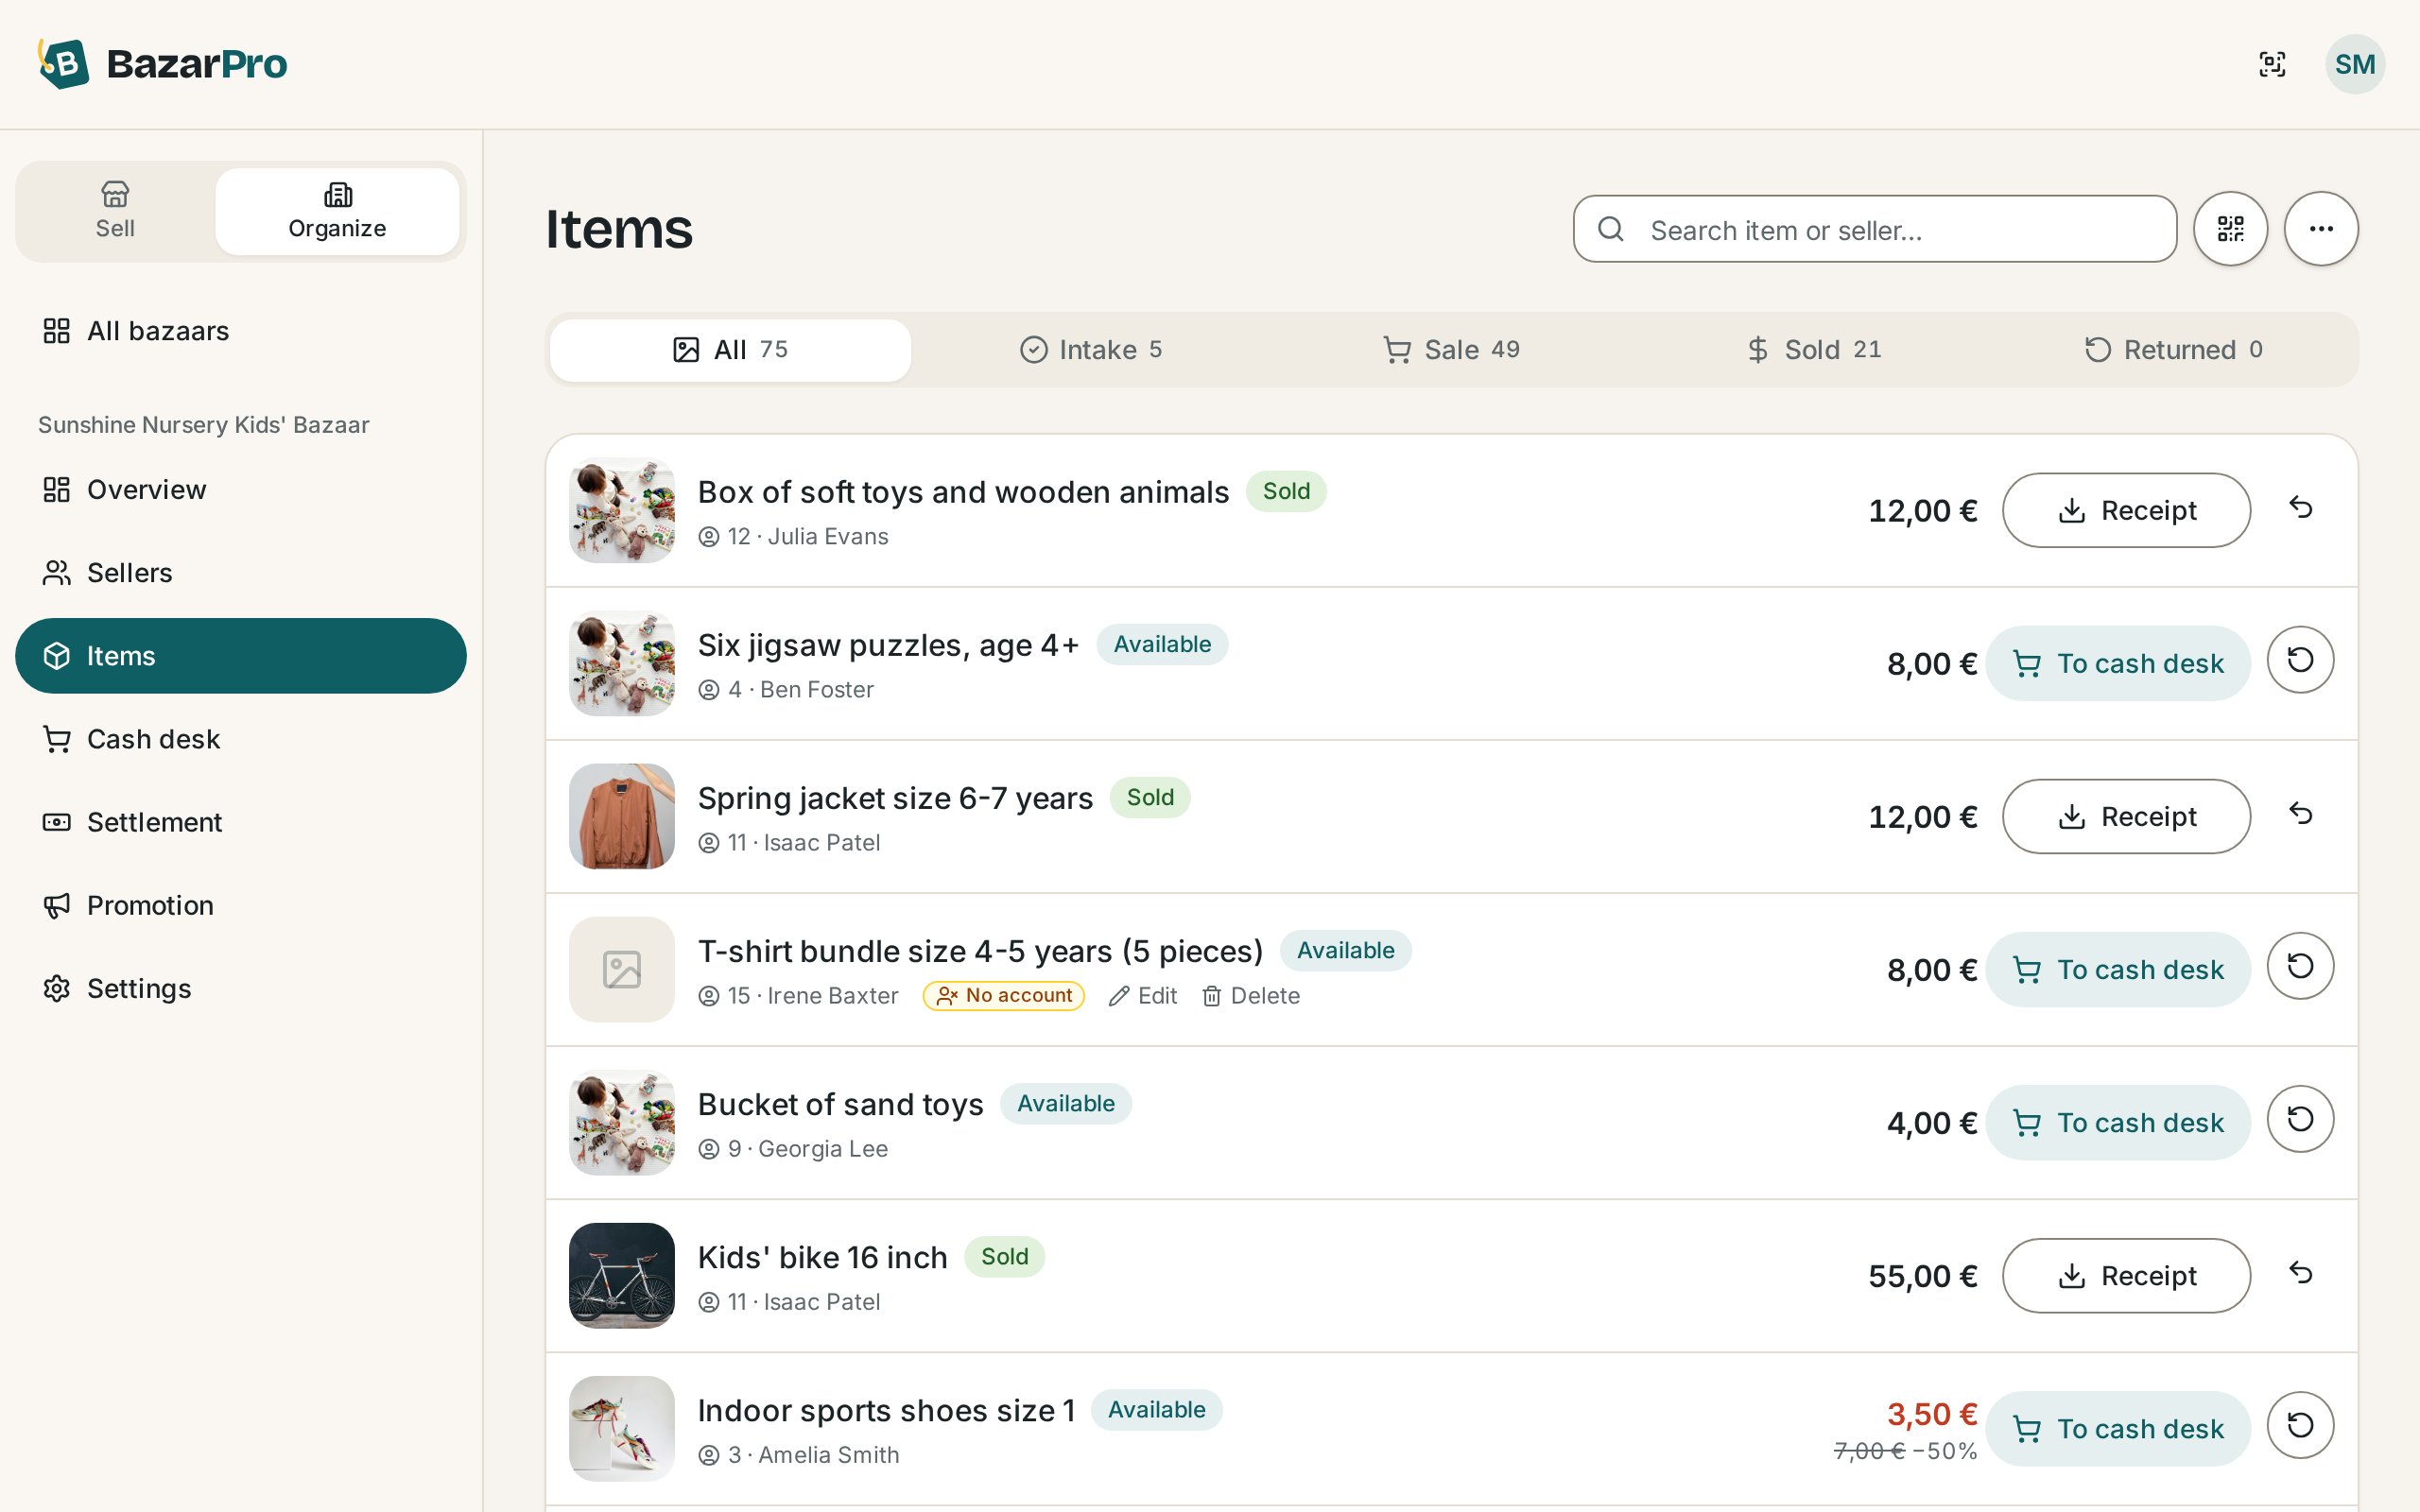 B BazarPro
SM
Sell
Organize
All bazaars
Sunshine Nursery Kids' Bazaar
Overview
Sellers
Items
Cash desk
Settlement
Promotion
Settings
Items
Search item or seller...
All 75
Intake 5
Sale 49
Sold 21
Returned 0
Box of soft toys and wooden animals Sold
12 · Julia Evans
12,00 € Receipt
Six jigsaw puzzles, age 4+ Available
4 · Ben Foster
8,00 € To cash desk
Spring jacket size 6-7 years Sold
11 · Isaac Patel
12,00 € Receipt
T-shirt bundle size 4-5 years (5 pieces) Available
15 · Irene Baxter No account Edit Delete
8,00 € To cash desk
Bucket of sand toys Available
9 · Georgia Lee
4,00 € To cash desk
Kids' bike 16 inch Sold
11 · Isaac Patel
55,00 € Receipt
Indoor sports shoes size 1 Available
3 · Amelia Smith
3,50 €
7,00 € −50%
To cash desk